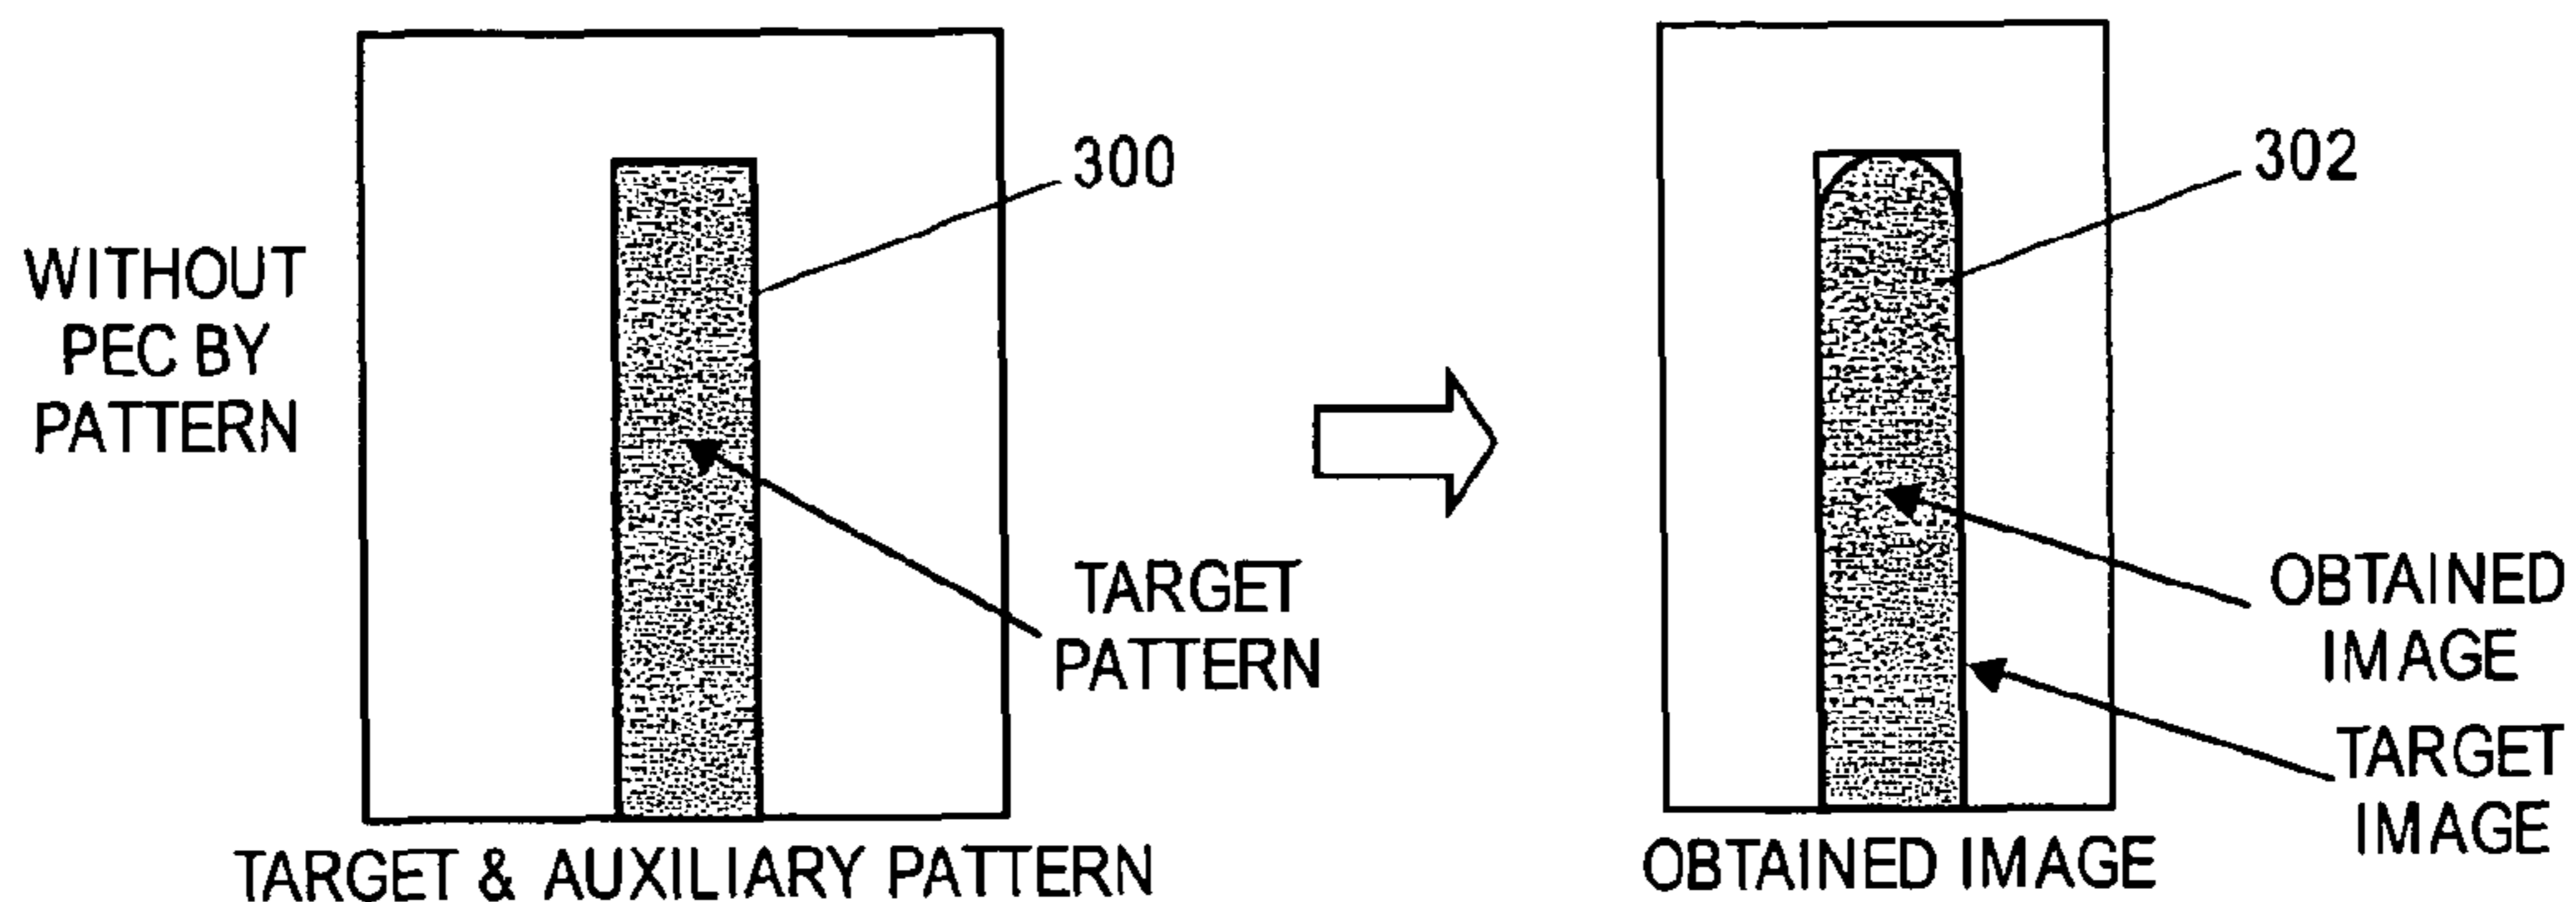 WITHOUT
PEC BY
PATTERN
300
TARGET
PATTERN
TARGET & AUXILIARY PATTERN
302
OBTAINED
IMAGE
TARGET
IMAGE
OBTAINED IMAGE